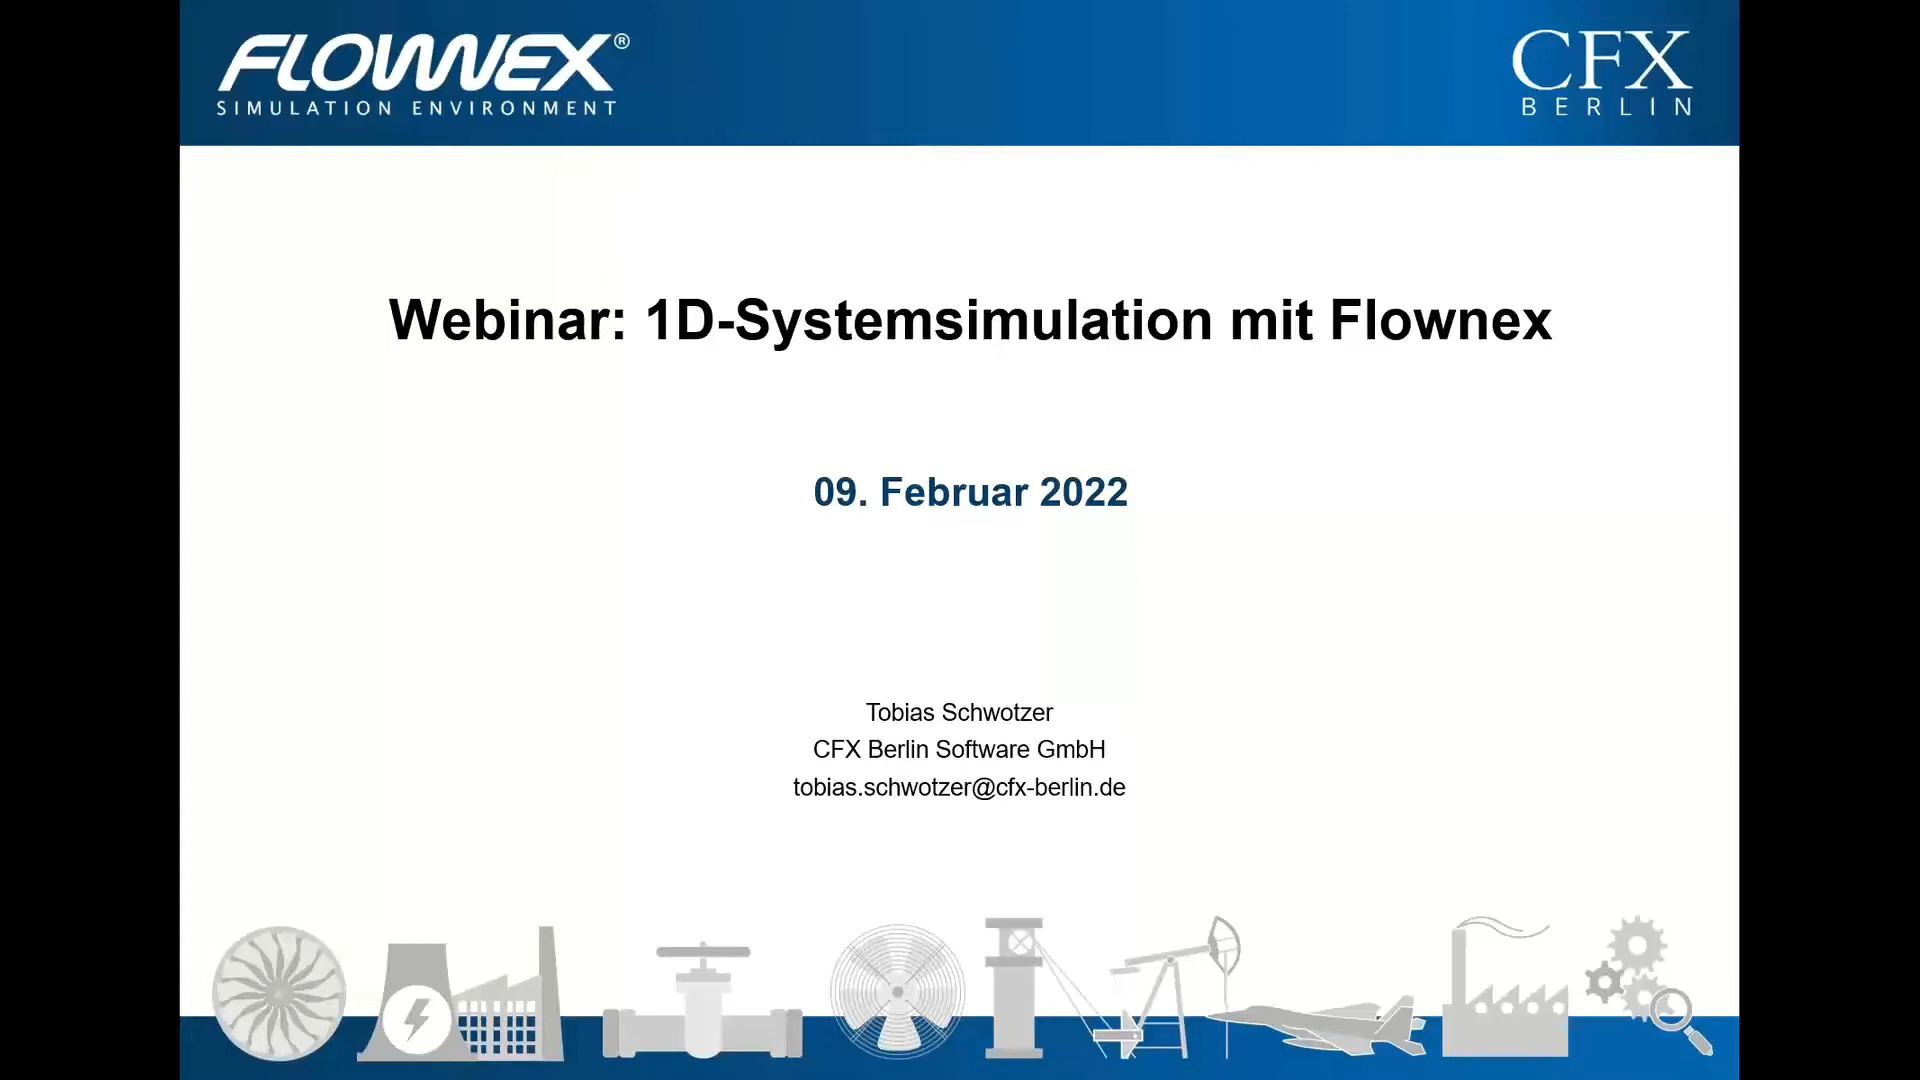 FLOWNEX®
SIMULATION ENVIRONMENT
CFX
BERLIN
Webinar: 1D-Systemsimulation mit Flownex
09. Februar 2022
Tobias Schwotzer
CFX Berlin Software GmbH
tobias.schwotzer@cfx-berlin.de